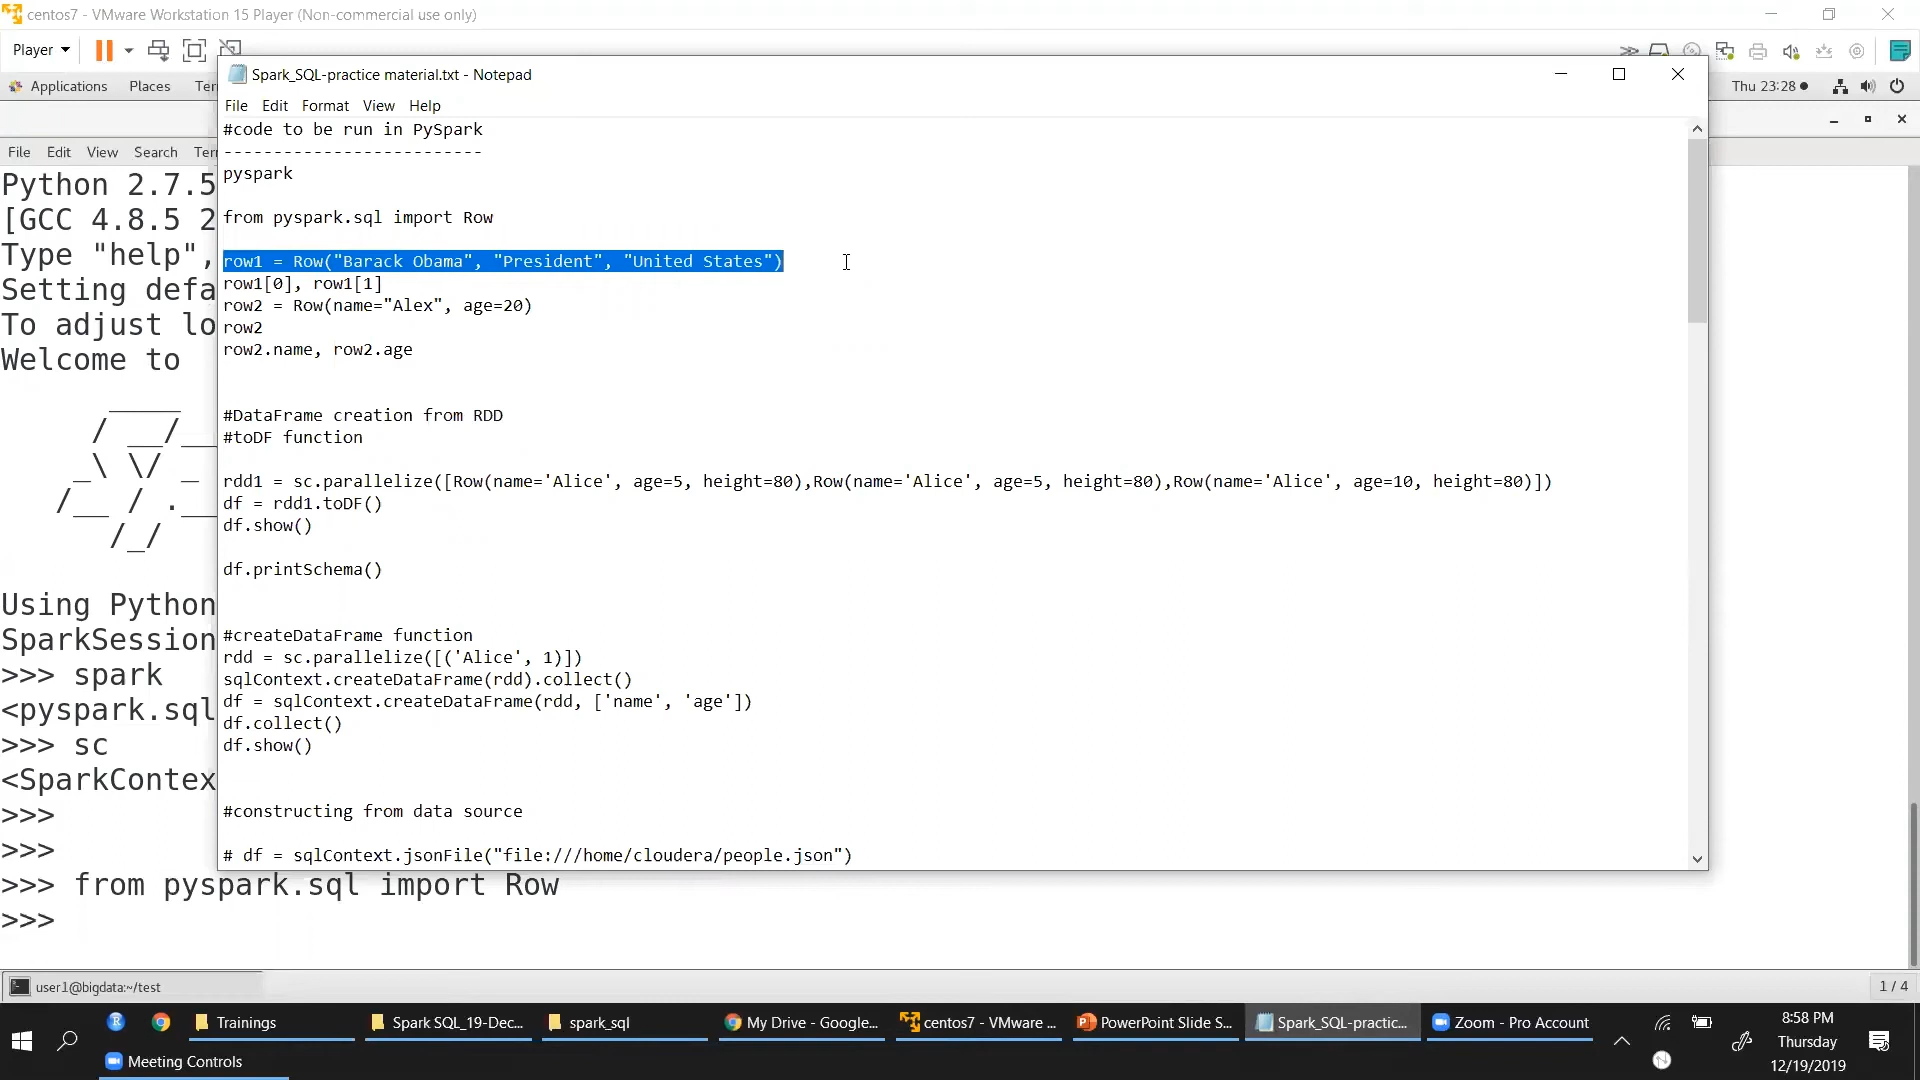 centos7 - VMware Workstation 15 Player (Non-commercial use only)
Player
Applications Places Ter
Thu 23:28
Spark_SQL-practice material.txt - Notepad
File Edit Format View Help
#code to be run in PySpark
--------------------------
pyspark
from pyspark.sql import Row
row1 = Row("Barack Obama", "President", "United States")
row1[0], row1[1]
row2 = Row(name="Alex", age=20)
row2
row2.name, row2.age
#DataFrame creation from RDD
#toDF function
rdd1 = sc.parallelize([Row(name='Alice', age=5, height=80),Row(name='Alice', age=5, height=80),Row(name='Alice', age=10, height=80)])
df = rdd1.toDF()
df.show()
df.printSchema()
#createDataFrame function
rdd = sc.parallelize([('Alice', 1)])
sqlContext.createDataFrame(rdd).collect()
df = sqlContext.createDataFrame(rdd, ['name', 'age'])
df.collect()
df.show()
#constructing from data source
# df = sqlContext.jsonFile("file:///home/cloudera/people.json")
File Edit View Search Ter
Python 2.7.5
[GCC 4.8.5 2
Type "help",
Setting defa
To adjust lo
Welcome to
Using Python
SparkSession
>>> spark
<pyspark.sql
>>> sc
<SparkContex
>>>
>>>
>>> from pyspark.sql import Row
>>>
user1@bigdata:~/test
1 / 4
Trainings
Spark SQL_19-Dec...
spark_sql
My Drive - Google...
centos7 - VMware ...
PowerPoint Slide S...
Spark_SQL-practic...
Zoom - Pro Account
Meeting Controls
8:58 PM
Thursday
12/19/2019